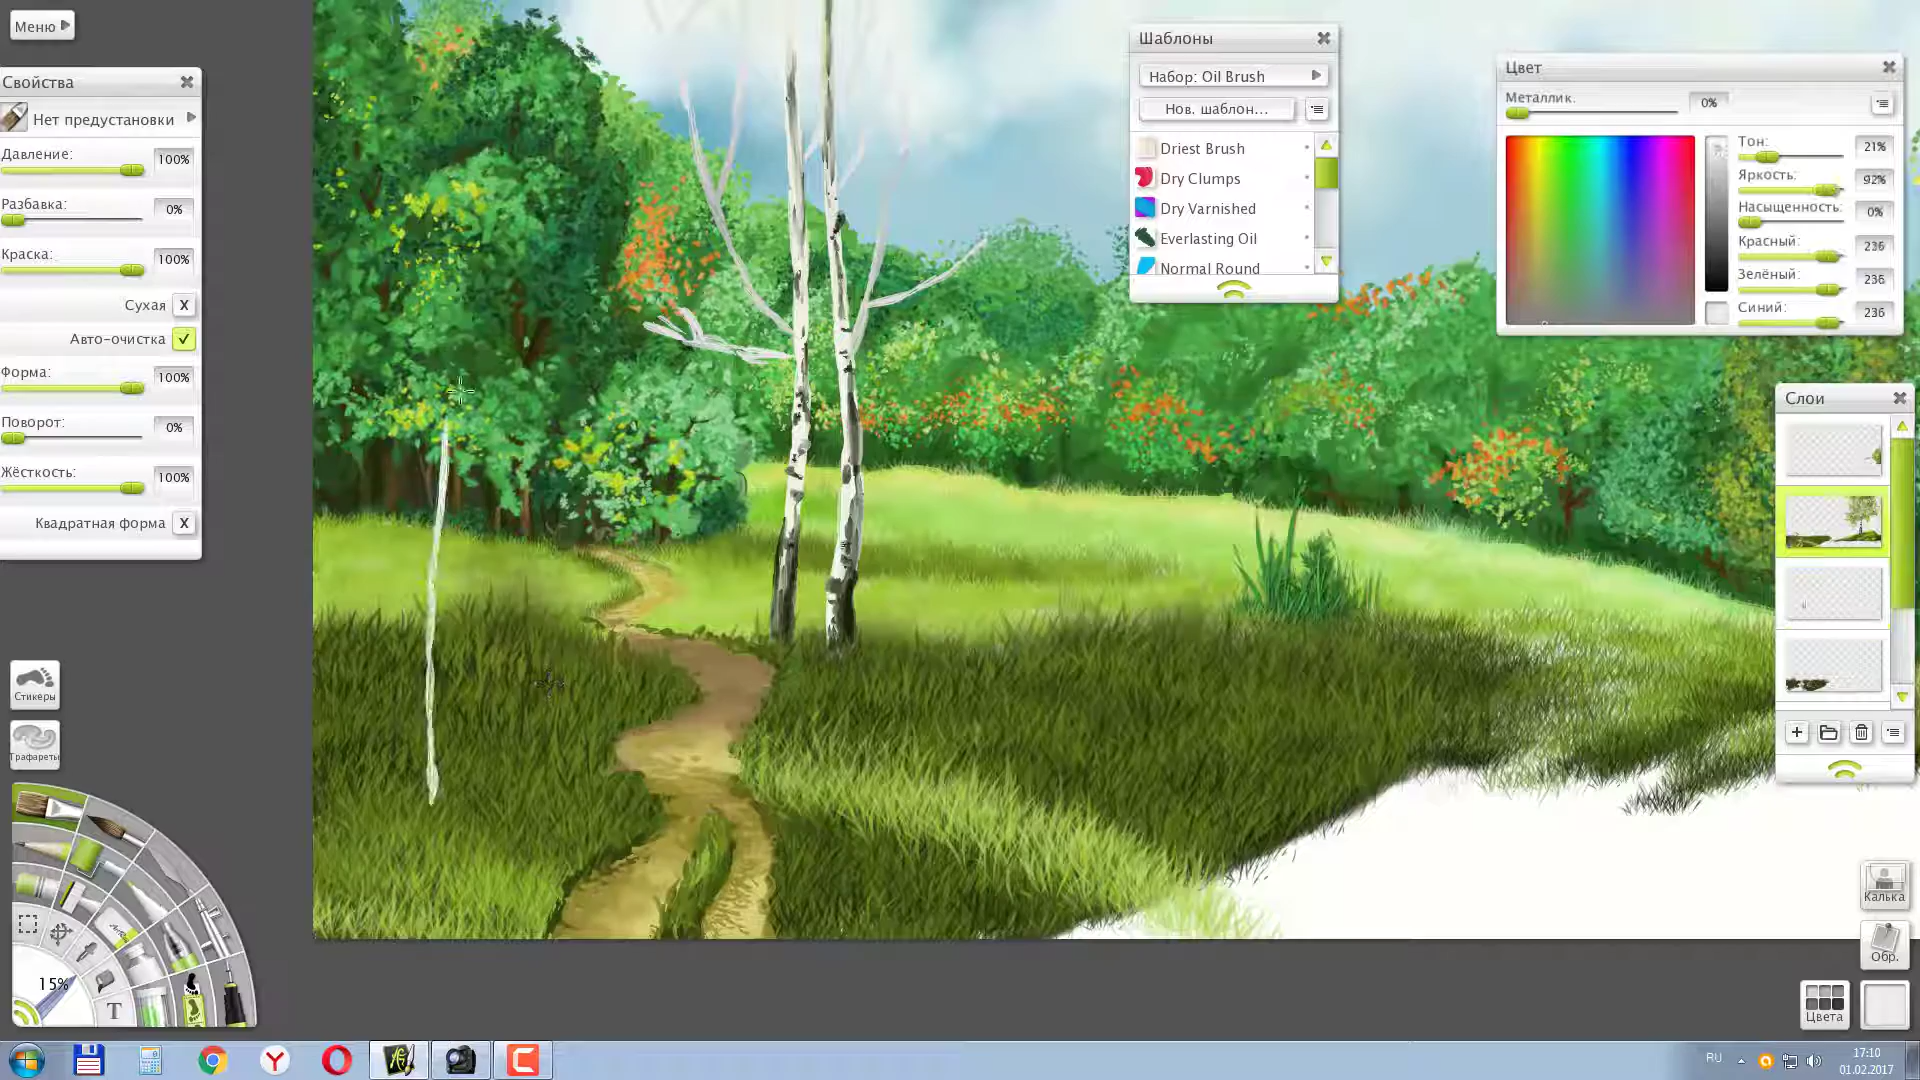 Меню
Свойства
Нет предустановки
Давление:
100%
Разбавка:
0%
Краска:
100%
Сухая X
Авто-очистка
Форма:
100%
Поворот:
0%
Жёсткость:
100%
Квадратная форма X
Стикеры
Трафареты
15%
T
Шаблоны
Набор: Oil Brush
Нов. шаблон...
Driest Brush
Dry Clumps
Dry Varnished
Everlasting Oil
Normal Round
Цвет
Металлик.
0%
Тон:
21%
Яркость:
92%
Насыщенность:
0%
Красный:
236
Зелёный:
236
Синий:
236
Слои
Калька
Обр.
Цвета
RU
17:10
01.02.2017